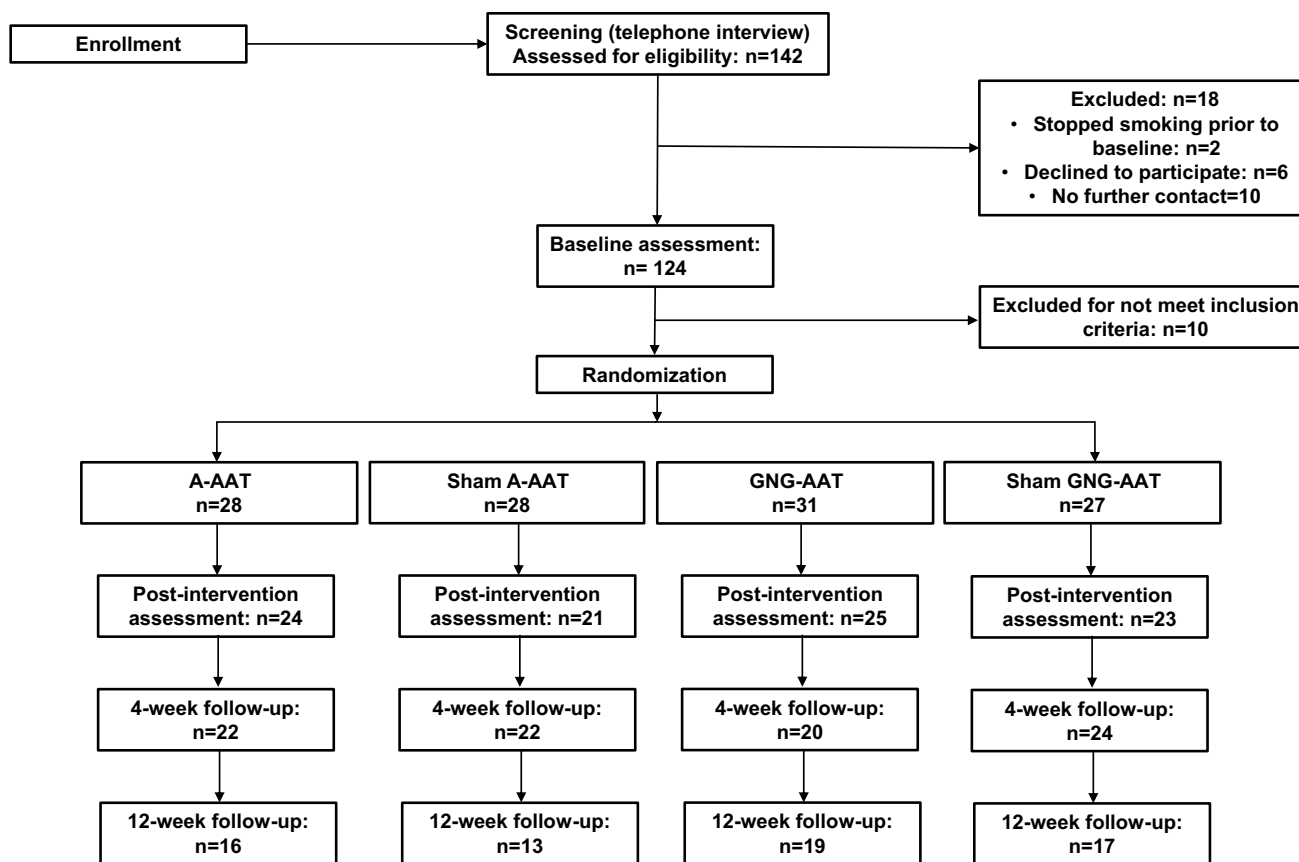 Enrollment
Screening (telephone interview)
Assessed for eligibility: n=142
Excluded: n=18
• Stopped smoking prior to
baseline: n=2
• Declined to participate: n=6
• No further contact=10
Baseline assessment:
n= 124
Excluded for not meet inclusion
criteria: n=10
Randomization
A-AAT
n=28
Sham A-AAT
n=28
GNG-AAT
n=31
Sham GNG-AAT
n=27
Post-intervention
assessment: n=24
Post-intervention
assessment: n=21
Post-intervention
assessment: n=25
Post-intervention
assessment: n=23
4-week follow-up:
n=22
4-week follow-up:
n=22
4-week follow-up:
n=20
4-week follow-up:
n=24
12-week follow-up:
n=16
12-week follow-up:
n=13
12-week follow-up:
n=19
12-week follow-up:
n=17